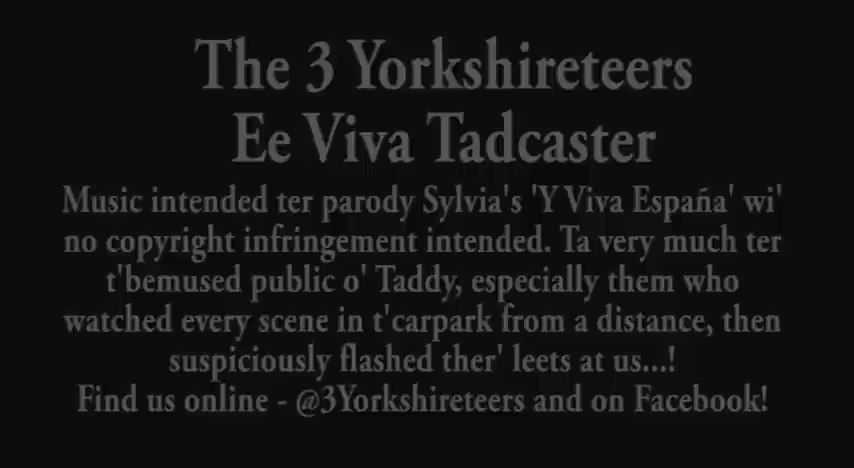 The 3 Yorkshireteers
Ee Viva Tadcaster
Music intended ter parody Sylvia's 'Y Viva España' wi'
no copyright infringement intended. Ta very much ter
t'bemused public o' Taddy, especially them who
watched every scene in t'carpark from a distance, then
suspiciously flashed ther' leets at us...!
Find us online - @3Yorkshireteers and on Facebook!